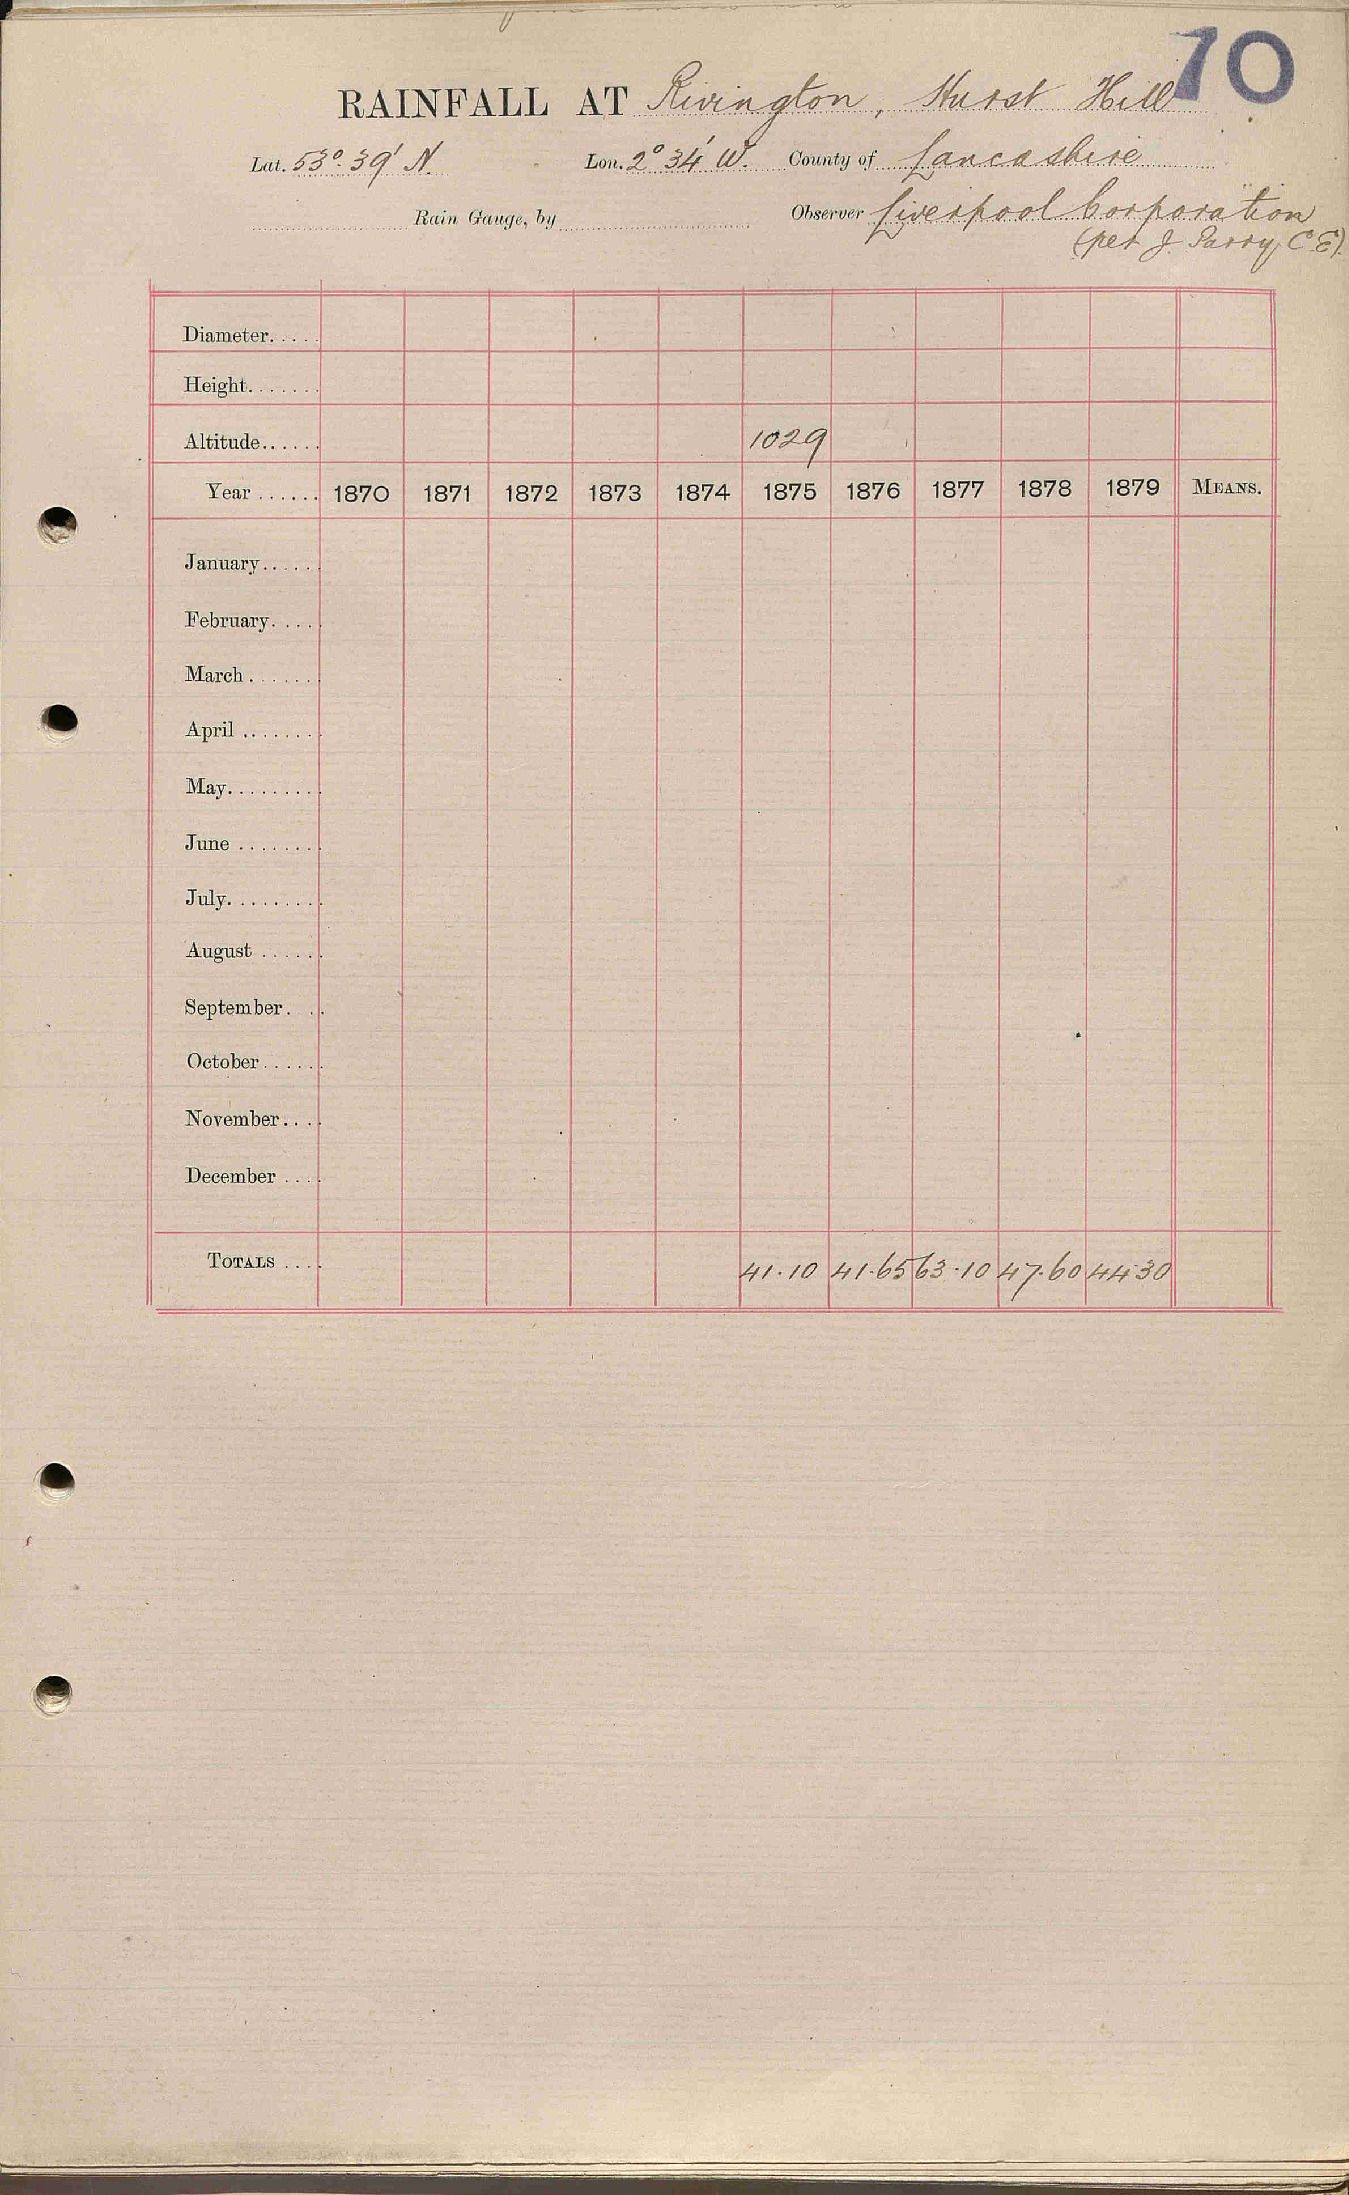 70
RAINFALL AT Rivington, Hurst Hill
Lat. 53° 39' N. Lon. 2° 34' W. County of Lancashire
Rain Gauge, by Observer Liverpool Corporation
(per J. Parry, C.E).
Diameter.....
Height.......
Altitude...... 1029
Year ...... 1870 1871 1872 1873 1874 1875 1876 1877 1878 1879 MEANS.
January......
February.....
March .......
April ........
May.........
June ........
July.........
August ......
September. ..
October ......
November....
December ....
TOTALS .... 41.10 41.65 63.10 47.60 44.30